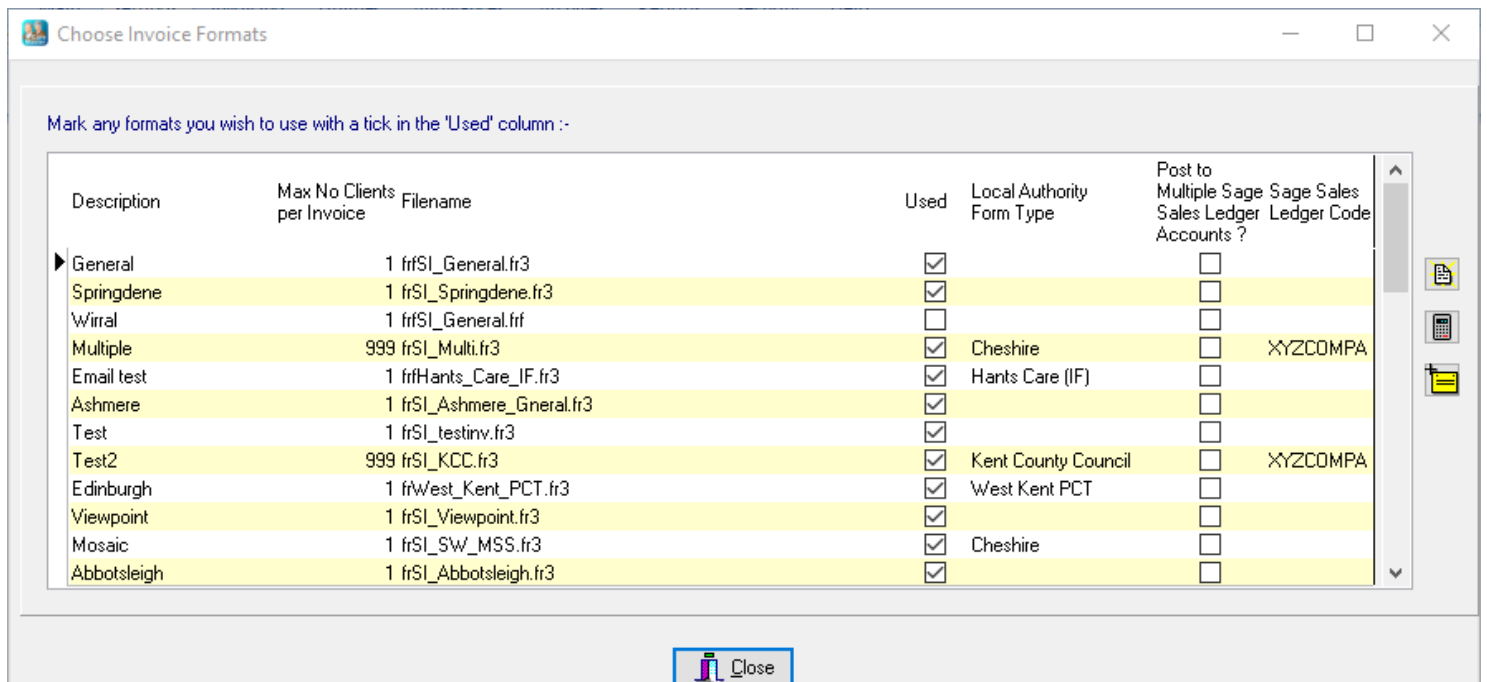 Choose Invoice Formats
Mark any formats you wish to use with a tick in the 'Used' column :-
Description Max No Clients per Invoice Filename Used Local Authority Form Type Post to Multiple Sage Sales Ledger Accounts ? Sage Sales Ledger Code
General 1 frfSI_General.fr3
Springdene 1 frSI_Springdene.fr3
Wirral 1 frfSI_General.frf
Multiple 999 frSI_Multi.fr3 Cheshire XYZCOMPA
Email test 1 frfHants_Care_IF.fr3 Hants Care (IF)
Ashmere 1 frSI_Ashmere_Gneral.fr3
Test 1 frSI_testinv.fr3
Test2 999 frSI_KCC.fr3 Kent County Council XYZCOMPA
Edinburgh 1 frWest_Kent_PCT.fr3 West Kent PCT
Viewpoint 1 frSI_Viewpoint.fr3
Mosaic 1 frSI_SW_MSS.fr3 Cheshire
Abbotsleigh 1 frSI_Abbotsleigh.fr3
Close